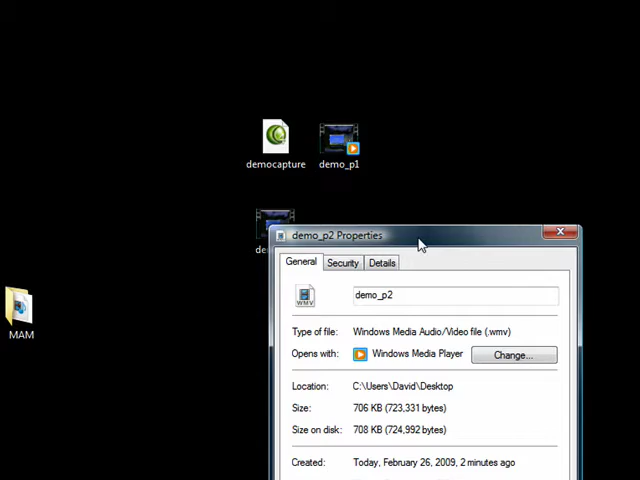 democapture
demo_p1
MAM
demo_p2 Properties
General
Security
Details
WMV
demo_p2
Type of file:
Windows Media Audio/Video file (.wmv)
Opens with:
Windows Media Player
Change...
Location:
C:\Users\David\Desktop
Size:
706 KB (723,331 bytes)
Size on disk:
708 KB (724,992 bytes)
Created:
Today, February 26, 2009, 2 minutes ago